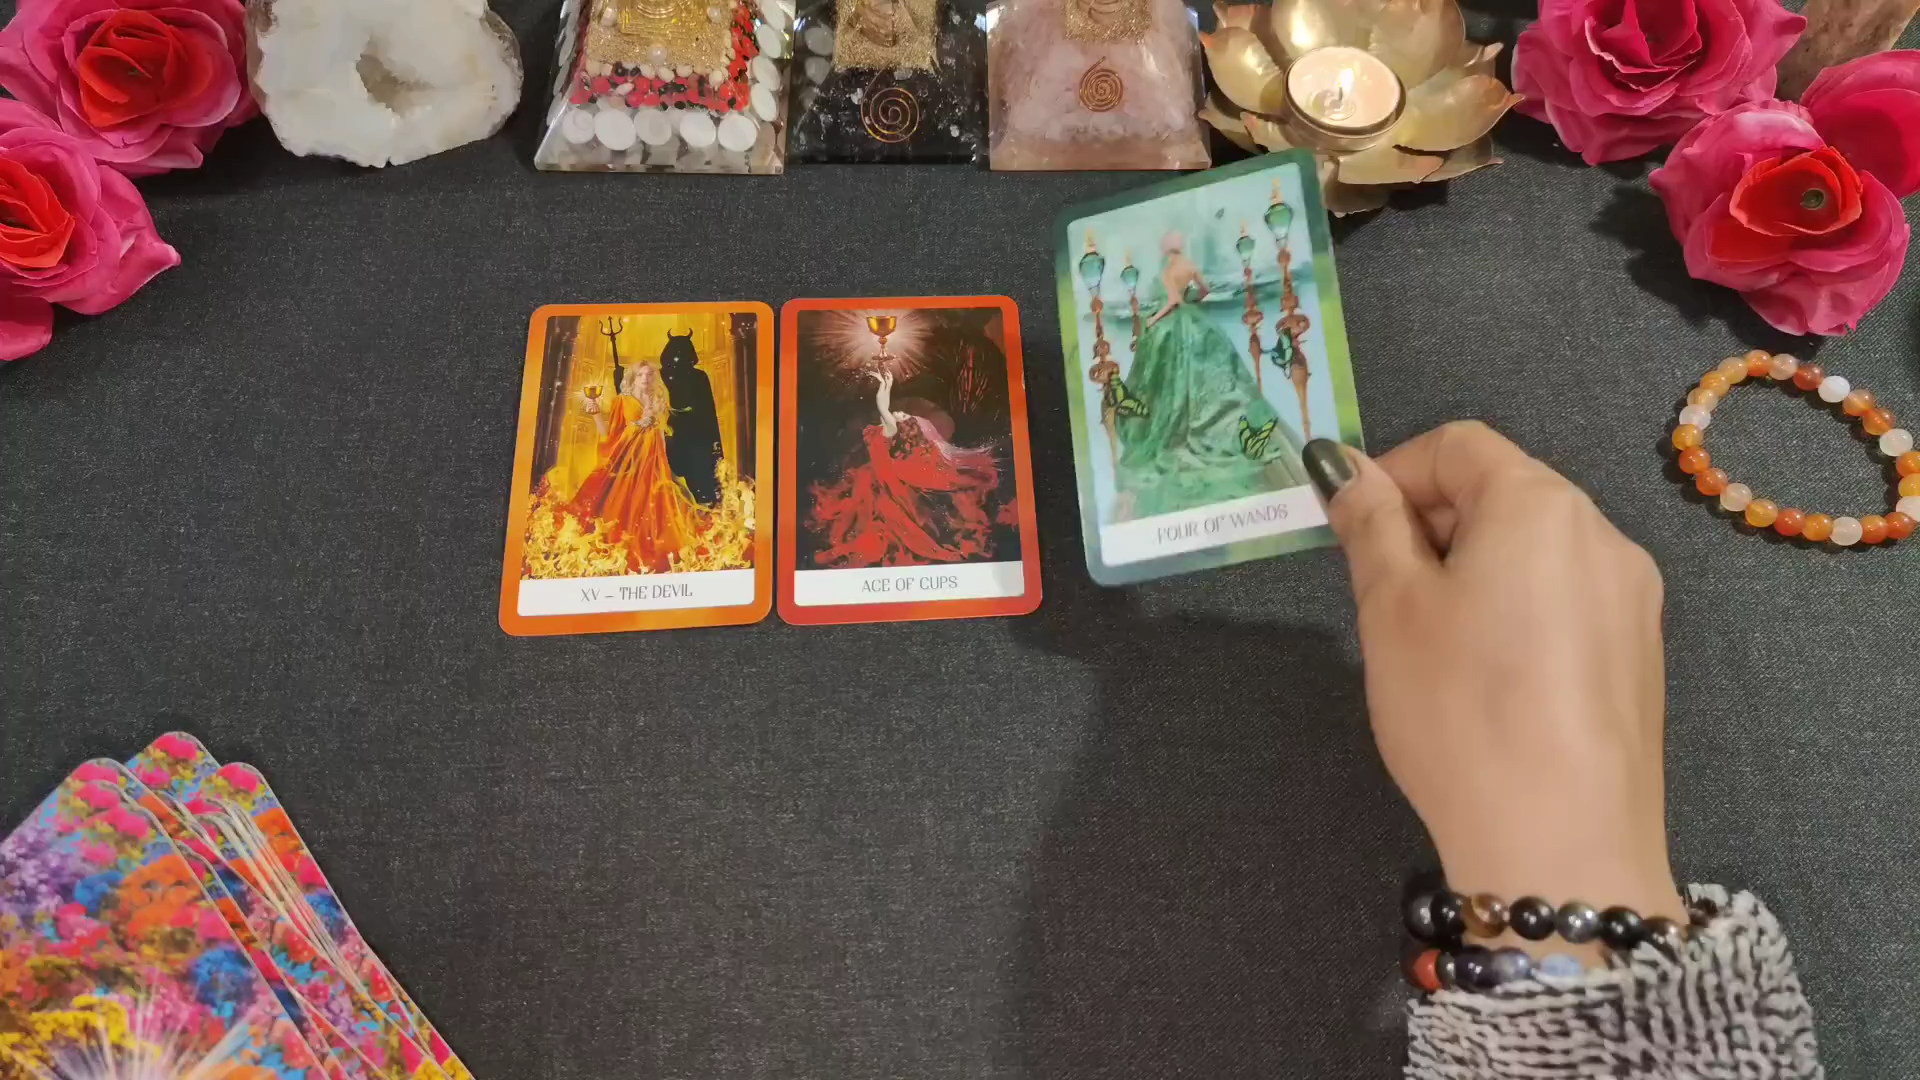 XV – THE DEVIL
ACE OF CUPS
FOUR OF WANDS